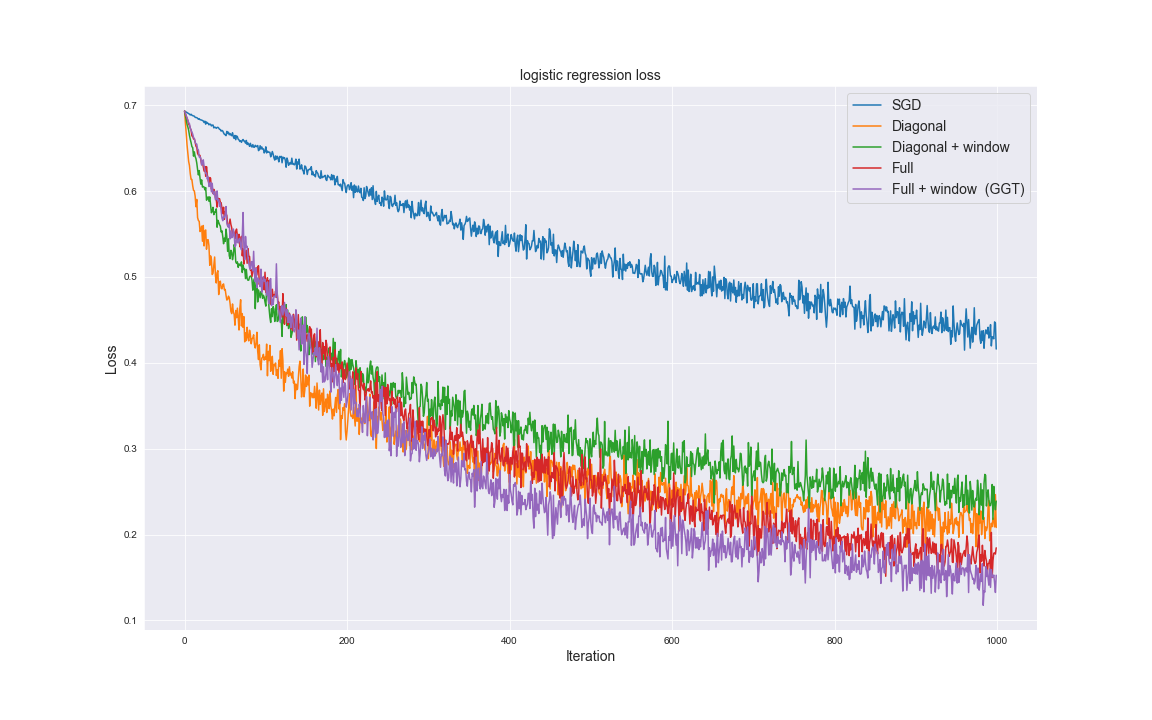 logistic regression loss
0.7
0.6
0.5
0.4
0.3
0.2
0.1
Loss
0
200
400
600
800
1000
Iteration
SGD
Diagonal
Diagonal + window
Full
Full + window  (GGT)